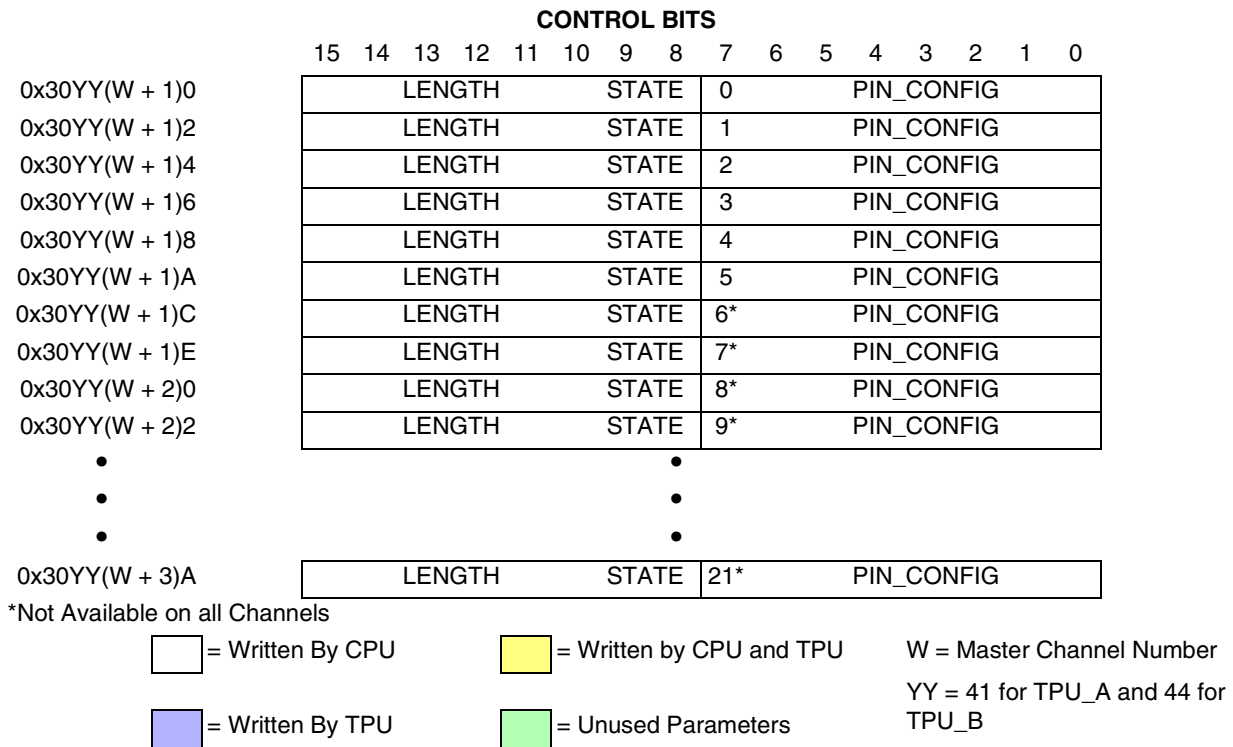 CONTROL BITS
15 14 13 12 11 10 9 8 7 6 5 4 3 2 1 0
0x30YY(W + 1)0 LENGTH STATE 0 PIN_CONFIG
0x30YY(W + 1)2 LENGTH STATE 1 PIN_CONFIG
0x30YY(W + 1)4 LENGTH STATE 2 PIN_CONFIG
0x30YY(W + 1)6 LENGTH STATE 3 PIN_CONFIG
0x30YY(W + 1)8 LENGTH STATE 4 PIN_CONFIG
0x30YY(W + 1)A LENGTH STATE 5 PIN_CONFIG
0x30YY(W + 1)C LENGTH STATE 6* PIN_CONFIG
0x30YY(W + 1)E LENGTH STATE 7* PIN_CONFIG
0x30YY(W + 2)0 LENGTH STATE 8* PIN_CONFIG
0x30YY(W + 2)2 LENGTH STATE 9* PIN_CONFIG
• •
• •
• •
0x30YY(W + 3)A LENGTH STATE 21* PIN_CONFIG
*Not Available on all Channels
= Written By CPU = Written by CPU and TPU W = Master Channel Number
= Written By TPU = Unused Parameters YY = 41 for TPU_A and 44 for
TPU_B